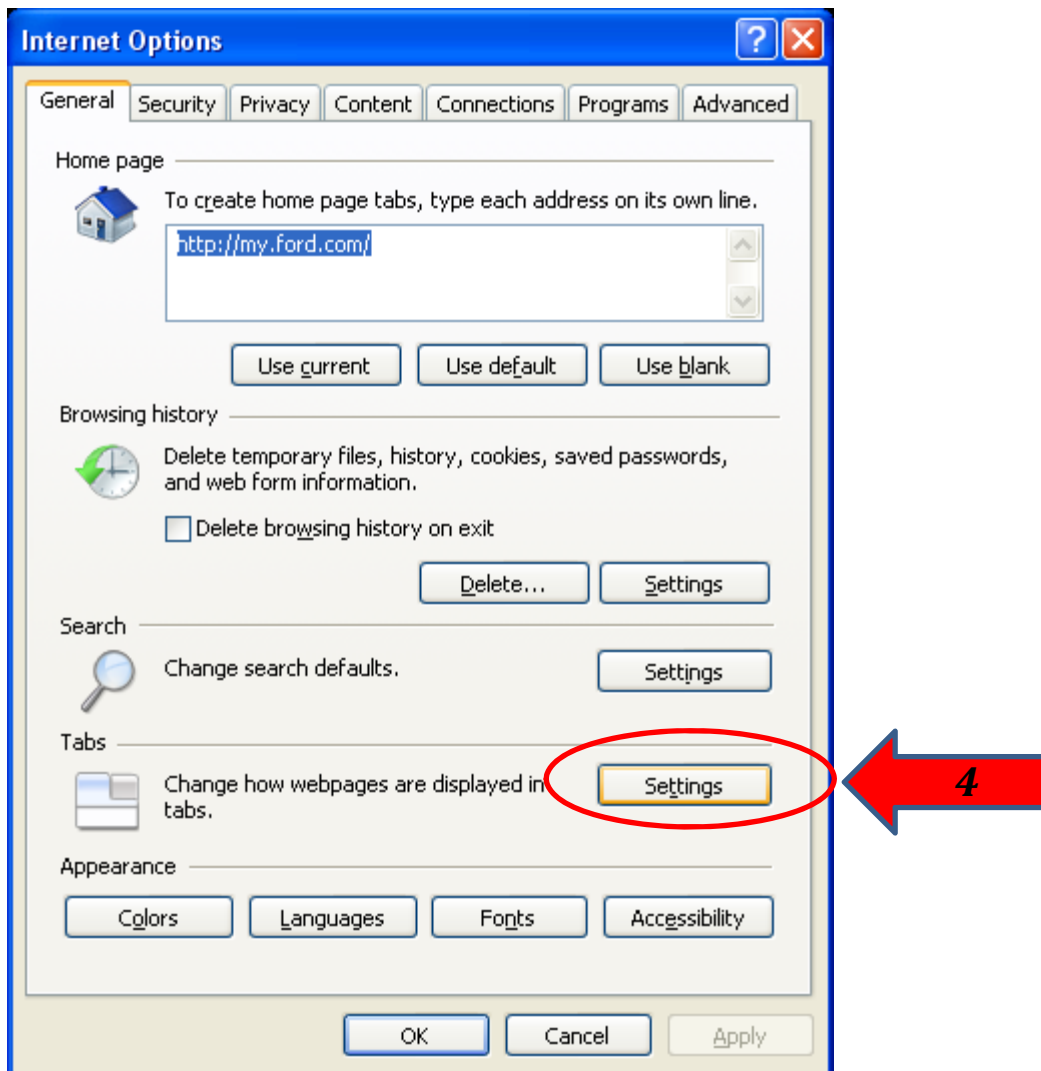 Internet Options
?
General Security Privacy Content Connections Programs Advanced
Home page
To create home page tabs, type each address on its own line.
http://my.ford.com/
Use current Use default Use blank
Browsing history
Delete temporary files, history, cookies, saved passwords,
and web form information.
Delete browsing history on exit
Delete... Settings
Search
Change search defaults. Settings
Tabs
Change how webpages are displayed in Settings 4
tabs.
Appearance
Colors Languages Fonts Accessibility
OK Cancel Apply